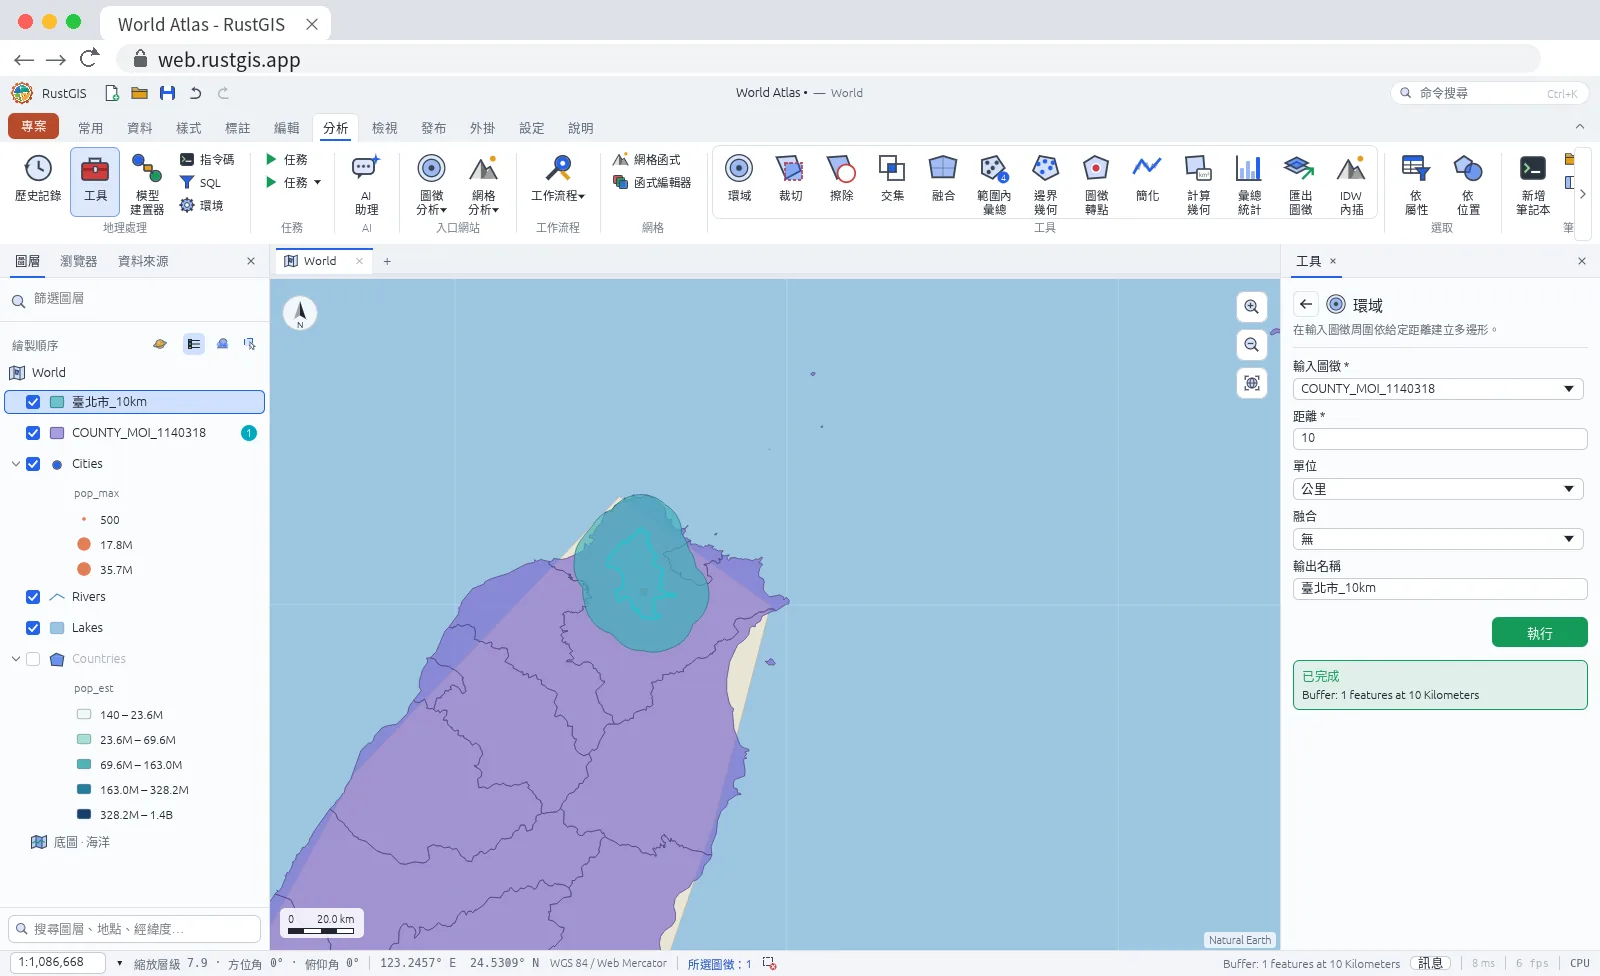 World Atlas - RustGIS
web.rustgis.app
RustGIS
World Atlas • — World
命令搜尋 Ctrl+K
專案 常用 資料 樣式 標註 編輯 分析 檢視 發布 外掛 設定 說明
歷史記錄
工具
模型
建置器
指令碼
SQL
環境
地理處理
任務
任務
任務
AI
助理
AI
圖徵
分析▾
網格
分析▾
入口網站
工作流程▾
工作流程
網格函式
函式編輯器
網格
環域
裁切
擦除
交集
融合
範圍內
彙總
邊界
幾何
圖徵
轉點
簡化
計算
幾何
彙總
統計
匯出
圖徵
IDW
內插
工具
依
屬性
依
位置
選取
新增
筆記本
圖層 瀏覽器 資料來源
篩選圖層
繪製順序
World
臺北市_10km
COUNTY_MOI_1140318 1
Cities
pop_max
500
17.8M
35.7M
Rivers
Lakes
Countries
pop_est
140 – 23.6M
23.6M – 69.6M
69.6M – 163.0M
163.0M – 328.2M
328.2M – 1.4B
底圖 · 海洋
搜尋圖層、地點、經緯度…
World
N
0 20.0 km
Natural Earth
工具
環域
在輸入圖徵周圍依給定距離建立多邊形。
輸入圖徵 *
COUNTY_MOI_1140318
距離 *
10
單位
公里
融合
無
輸出名稱
臺北市_10km
執行
已完成
Buffer: 1 features at 10 Kilometers
1:1,086,668 縮放層級 7.9 · 方位角 0° · 俯仰角 0° 123.2457° E 24.5309° N WGS 84 / Web Mercator 所選圖徵：1 Buffer: 1 features at 10 Kilometers 訊息 8 ms 6 fps CPU